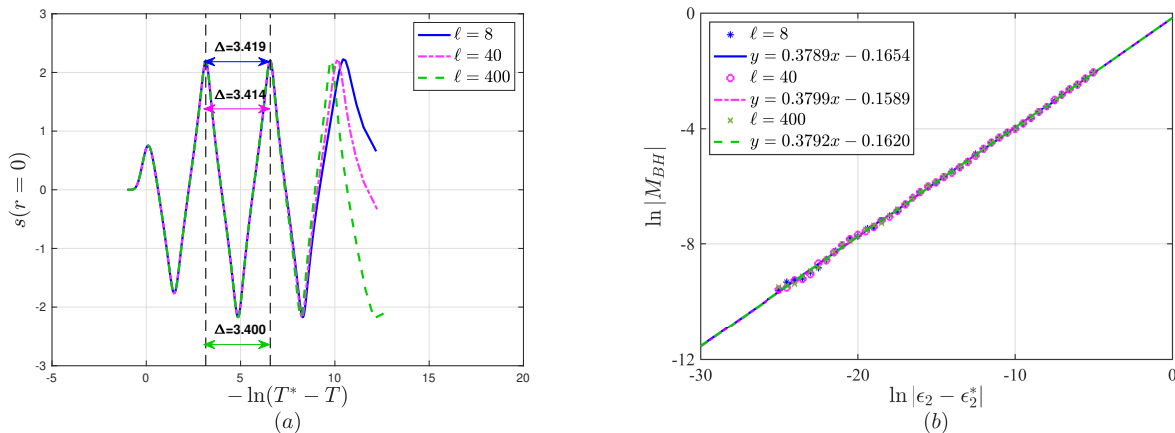 3
2
1
0
-1
-2
-3
-5
0
5
10
15
20
s(r = 0)
− ln(T* − T)
(a)
Δ=3.419
Δ=3.414
Δ=3.400
ℓ = 8
ℓ = 40
ℓ = 400
0
-4
-8
-12
-30
-20
-10
0
ln |M_{BH}|
ln |ϵ₂ − ϵ₂*|
(b)
ℓ = 8
y = 0.3789x − 0.1654
ℓ = 40
y = 0.3799x − 0.1589
ℓ = 400
y = 0.3792x − 0.1620